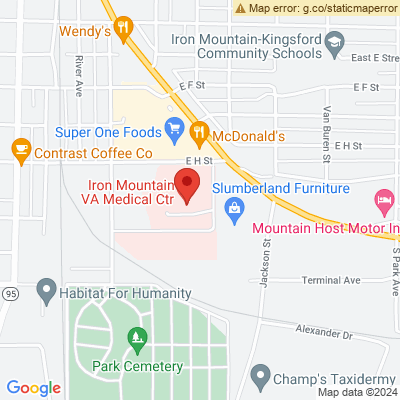 Map error: g.co/staticmaperror
Wendy's
Iron Mountain-Kingsford
Community Schools
East E Stre
River Ave
E F St
E F St
Van Buren St
Super One Foods
McDonald's
Contrast Coffee Co
E H St
E H St
Iron Mountain
VA Medical Ctr
Slumberland Furniture
Mountain Host Motor In
Jackson St
S Park Ave
Terminal Ave
95
Habitat For Humanity
Alexander Dr
Park Cemetery
Champ's Taxidermy
Google
Map data ©2024